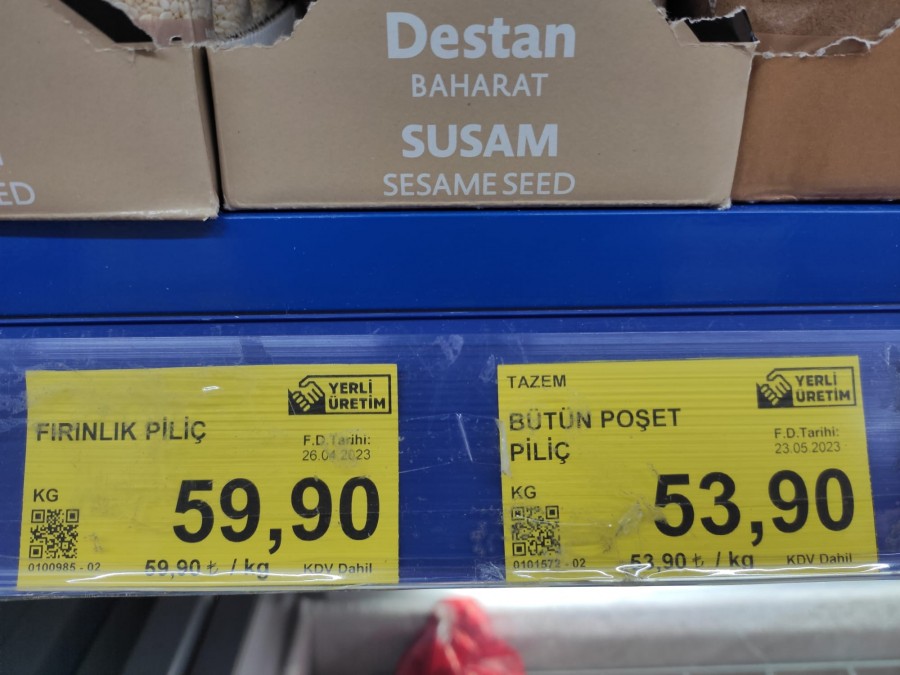 Destan
BAHARAT
SUSAM
SESAME SEED
ED
YERLİ
ÜRETİM
FIRINLIK PİLİÇ
F.D.Tarihi:
26.04.2023
KG
59,90
0100985 - 02
59,90 ₺ / kg
KDV Dahil
TAZEM
YERLİ
ÜRETİM
BÜTÜN POŞET
PİLİÇ
F.D.Tarihi:
23.05.2023
KG
53,90
0101572 - 02
53,90 ₺ / kg
KDV Dahil